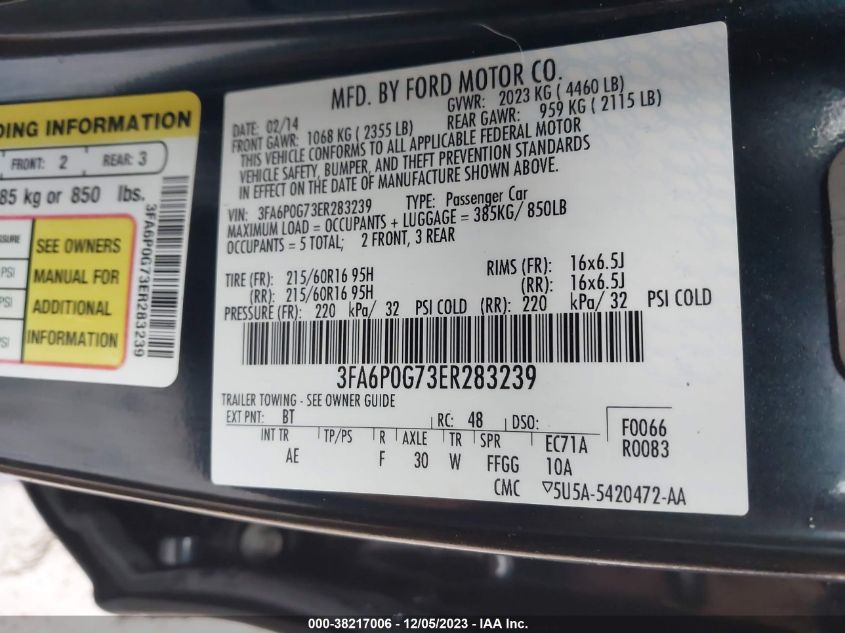 DING INFORMATION
FRONT: 2 REAR: 3
85 kg or 850 lbs.
PSI
PSI
PSI
SEE OWNERS
MANUAL FOR
ADDITIONAL
INFORMATION
3FA6P0G73ER283239
MFD. BY FORD MOTOR CO.
DATE: 02/14 GVWR: 2023 KG ( 4460 LB)
FRONT GAWR: 1068 KG ( 2355 LB) REAR GAWR: 959 KG ( 2115 LB)
THIS VEHICLE CONFORMS TO ALL APPLICABLE FEDERAL MOTOR
VEHICLE SAFETY, BUMPER, AND THEFT PREVENTION STANDARDS
IN EFFECT ON THE DATE OF MANUFACTURE SHOWN ABOVE.
VIN: 3FA6P0G73ER283239 TYPE: Passenger Car
MAXIMUM LOAD = OCCUPANTS + LUGGAGE = 385KG/ 850LB
OCCUPANTS = 5 TOTAL; 2 FRONT, 3 REAR
TIRE (FR): 215/60R16 95H RIMS (FR): 16x6.5J
(RR): 215/60R16 95H (RR): 16x6.5J
PRESSURE (FR): 220 kPa/ 32 PSI COLD (RR): 220 kPa/ 32 PSI COLD
3FA6P0G73ER283239
TRAILER TOWING - SEE OWNER GUIDE
EXT PNT: BT RC: 48 DSO: F0066
R0083
INT TR TP/PS R AXLE TR SPR EC71A
AE F 30 W FFGG 10A
CMC 5U5A-5420472-AA
000-38217006 - 12/05/2023 - IAA Inc.